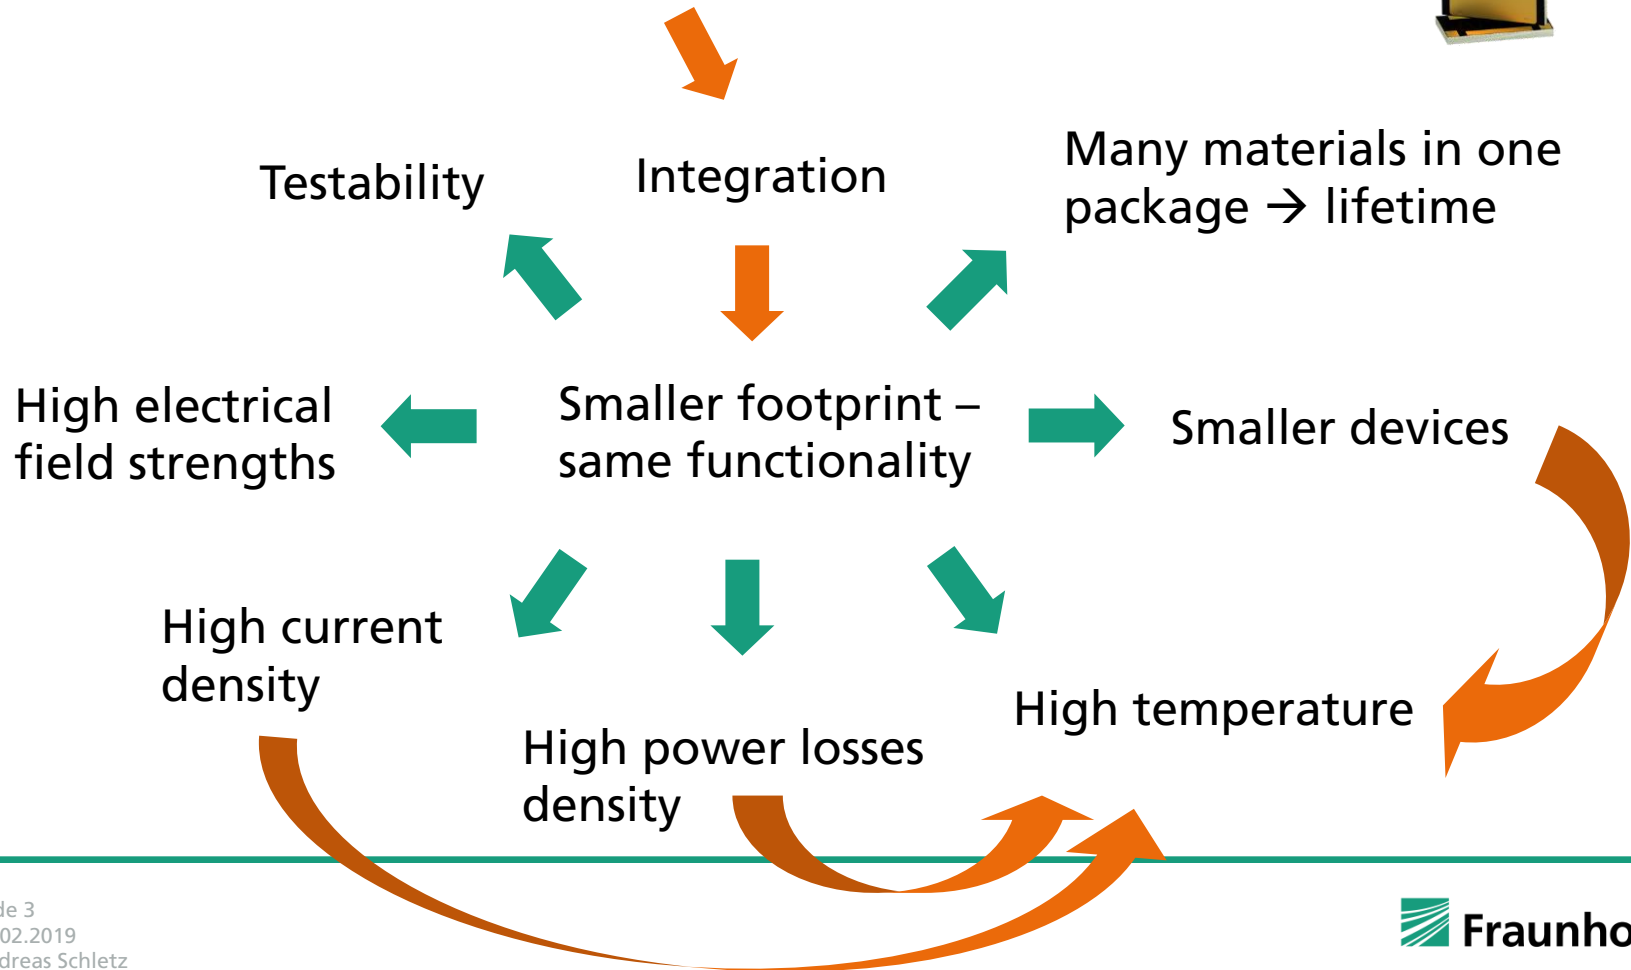 Testability
Integration
Many materials in one
package → lifetime
High electrical
field strengths
Smaller footprint –
same functionality
Smaller devices
High current
density
High power losses
density
High temperature
de 3
02.2019
dreas Schletz
Fraunho